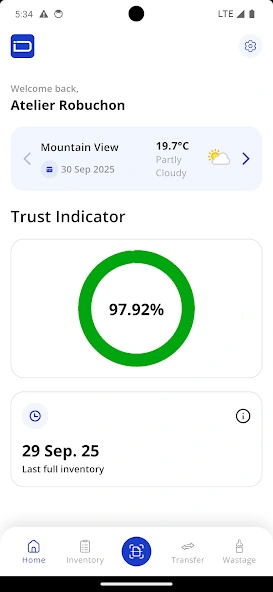 5:34
LTE
Welcome back,
Atelier Robuchon
Mountain View
30 Sep 2025
19.7°C
Partly
Cloudy
Trust Indicator
97.92%
29 Sep. 25
Last full inventory
Home
Inventory
Transfer
Wastage